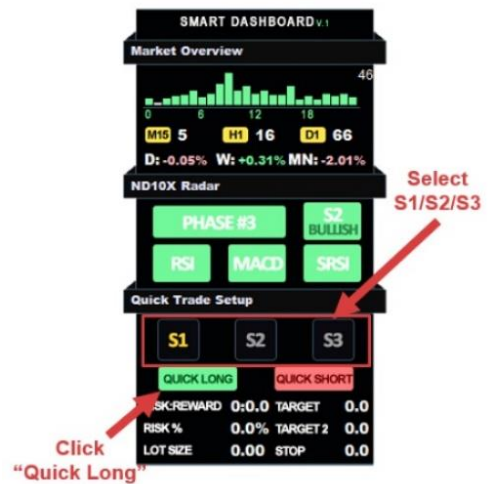 SMART DASHBOARD V.1
Market Overview
46
0 6 12 18
M15 5 H1 16 D1 66
D: -0.05% W: +0.31% MN: -2.01%
ND10X Radar
Select
S1/S2/S3
PHASE #3
S2
BULLISH
RSI MACD SRSI
Quick Trade Setup
S1 S2 S3
QUICK LONG QUICK SHORT
0:0.0 TARGET 0.0
RISK % 0.0% TARGET 2 0.0
LOT SIZE 0.00 STOP 0.0
Click
“Quick Long”